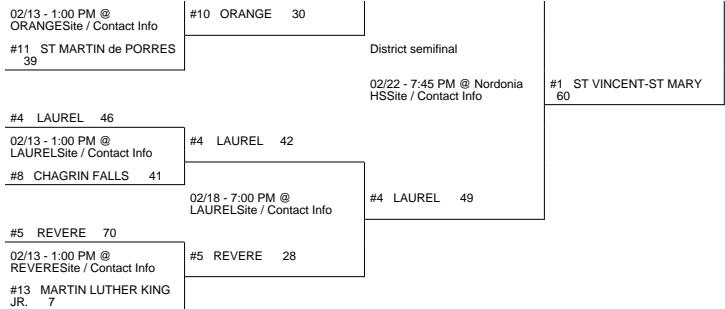 02/13 - 1:00 PM @
ORANGESite / Contact Info
#10 ORANGE 30
#11 ST MARTIN de PORRES
39
District semifinal
02/22 - 7:45 PM @ Nordonia
HSSite / Contact Info
#1 ST VINCENT-ST MARY
60
#4 LAUREL 46
02/13 - 1:00 PM @
LAURELSite / Contact Info
#4 LAUREL 42
#8 CHAGRIN FALLS 41
02/18 - 7:00 PM @
LAURELSite / Contact Info
#4 LAUREL 49
#5 REVERE 70
02/13 - 1:00 PM @
REVERESite / Contact Info
#5 REVERE 28
#13 MARTIN LUTHER KING
JR. 7